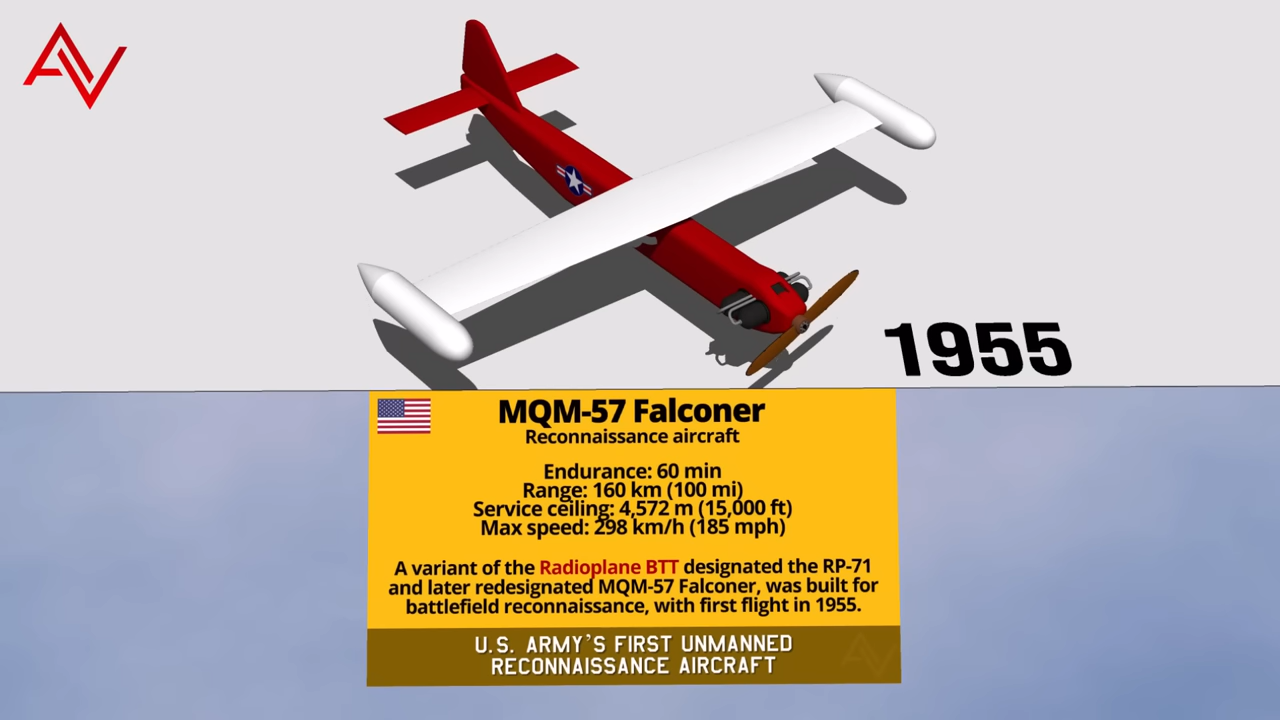 AV
1955
MQM-57 Falconer
Reconnaissance aircraft
Endurance: 60 min
Range: 160 km (100 mi)
Service ceiling: 4,572 m (15,000 ft)
Max speed: 298 km/h (185 mph)
A variant of the Radioplane BTT designated the RP-71
and later redesignated MQM-57 Falconer, was built for
battlefield reconnaissance, with first flight in 1955.
U.S. ARMY'S FIRST UNMANNED
RECONNAISSANCE AIRCRAFT